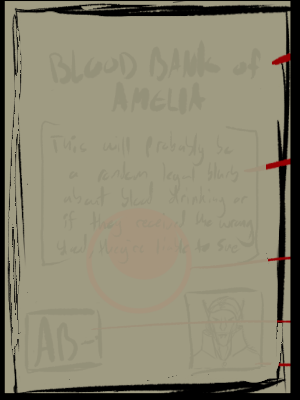 BLOOD BANK of
AMELIA
This will probably be
a random legal blurb
about blood drinking or
if they received the wrong
blood they're liable to sue
AB-